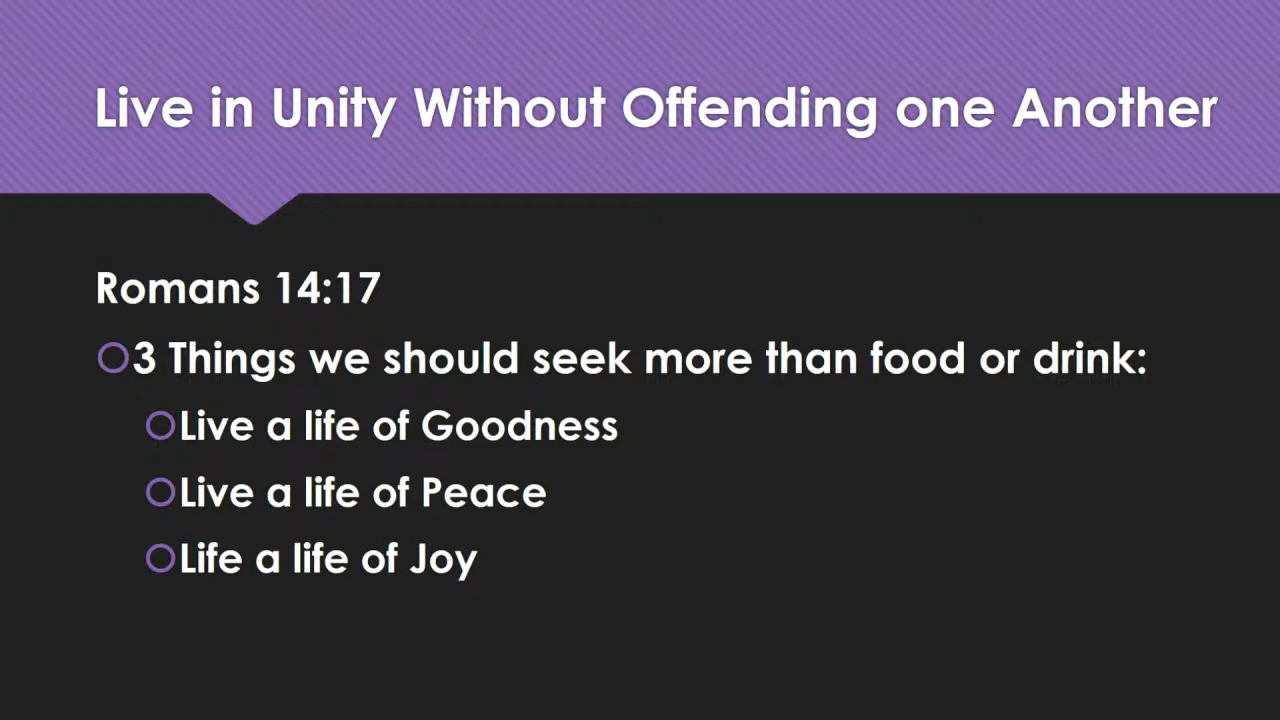 Live in Unity Without Offending one Another
Romans 14:17
3 Things we should seek more than food or drink:
Live a life of Goodness
Live a life of Peace
Life a life of Joy